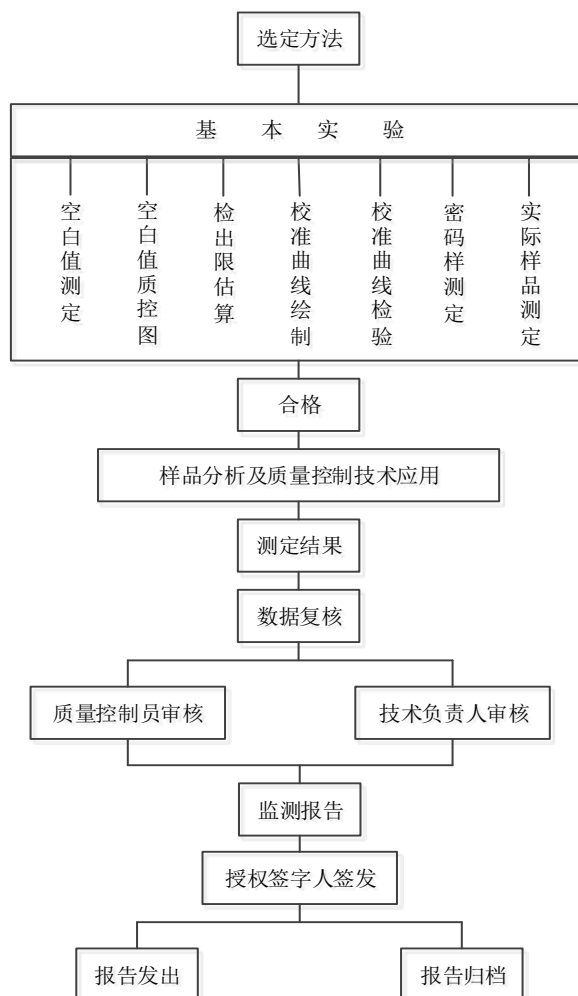 选定方法
基本实验
空白值测定
空白值质控图
检出限估算
校准曲线绘制
校准曲线检验
密码样测定
实际样品测定
合格
样品分析及质量控制技术应用
测定结果
数据复核
质量控制员审核
技术负责人审核
监测报告
授权签字人签发
报告发出
报告归档